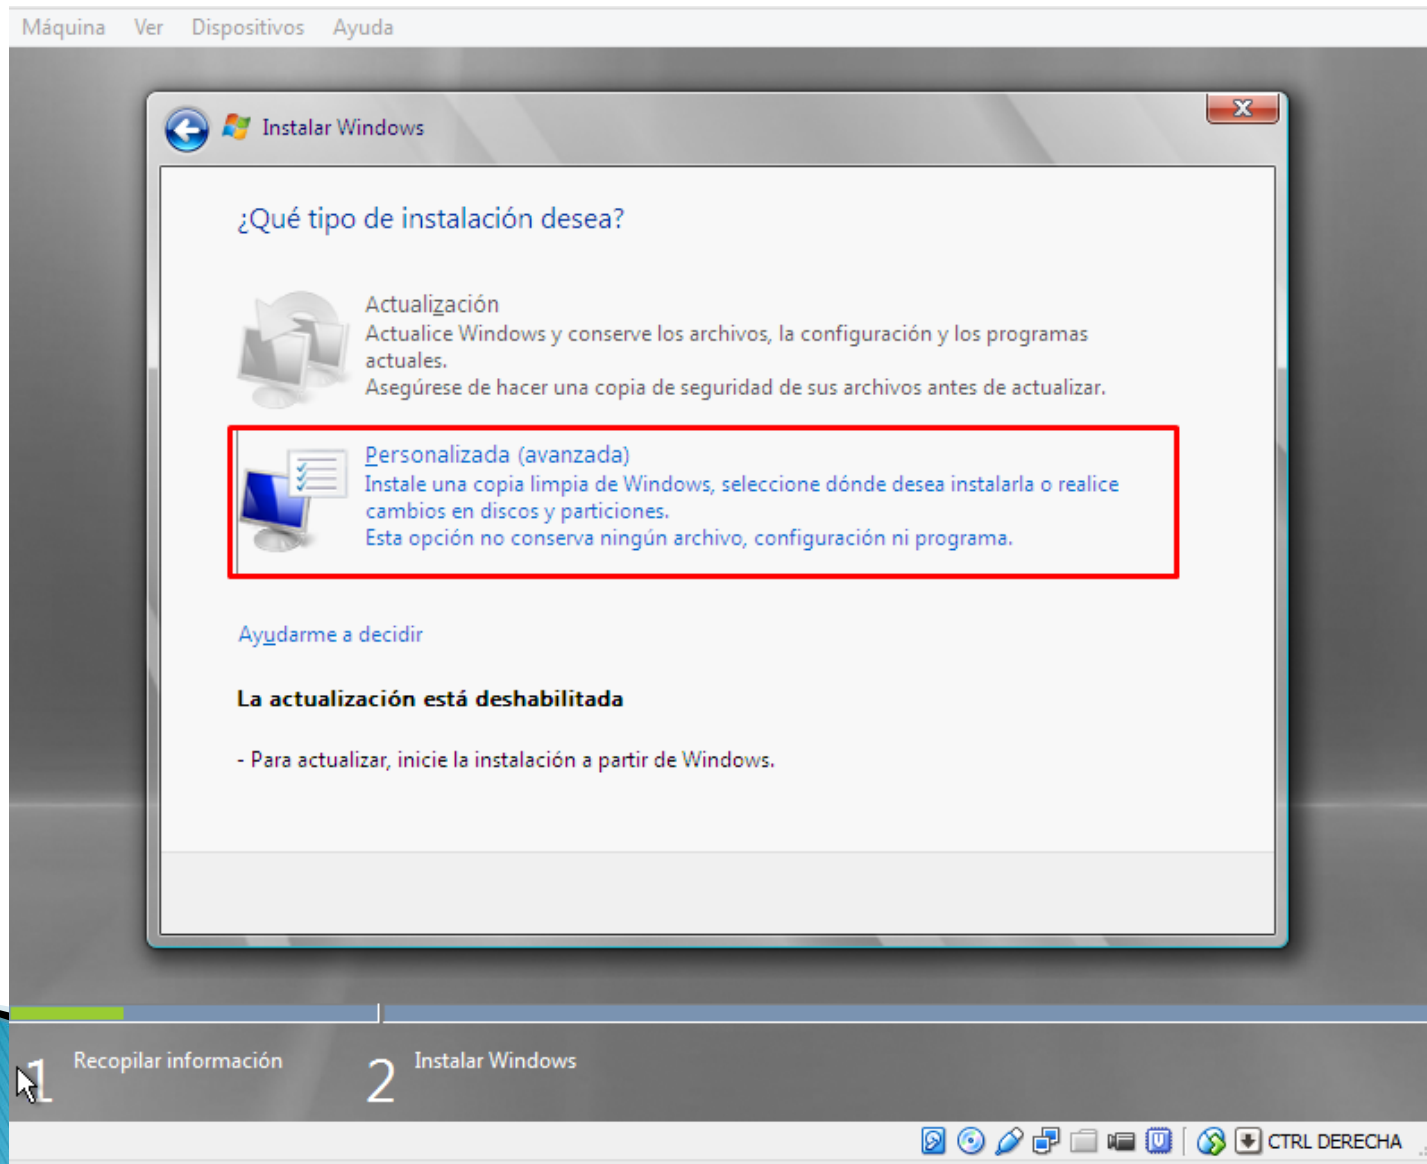 Máquina Ver Dispositivos Ayuda
Instalar Windows
¿Qué tipo de instalación desea?
Actualización
Actualice Windows y conserve los archivos, la configuración y los programas
actuales.
Asegúrese de hacer una copia de seguridad de sus archivos antes de actualizar.
Personalizada (avanzada)
Instale una copia limpia de Windows, seleccione dónde desea instalarla o realice
cambios en discos y particiones.
Esta opción no conserva ningún archivo, configuración ni programa.
Ayudarme a decidir
La actualización está deshabilitada
- Para actualizar, inicie la instalación a partir de Windows.
1 Recopilar información 2 Instalar Windows
CTRL DERECHA